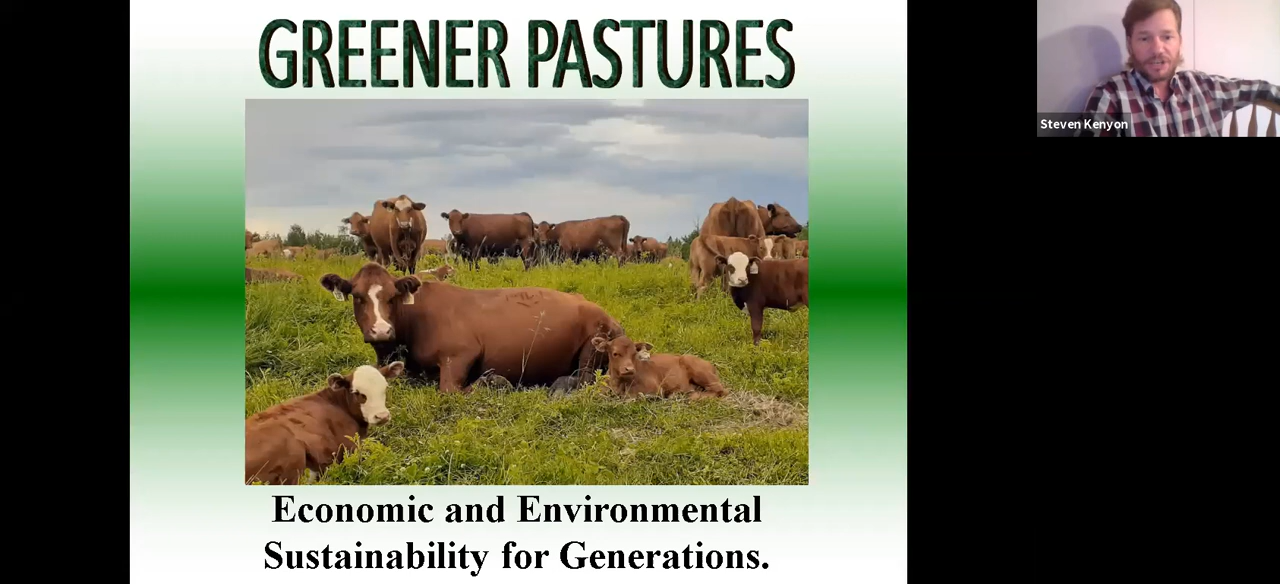 GREENER PASTURES
Steven Kenyon
Economic and Environmental
Sustainability for Generations.